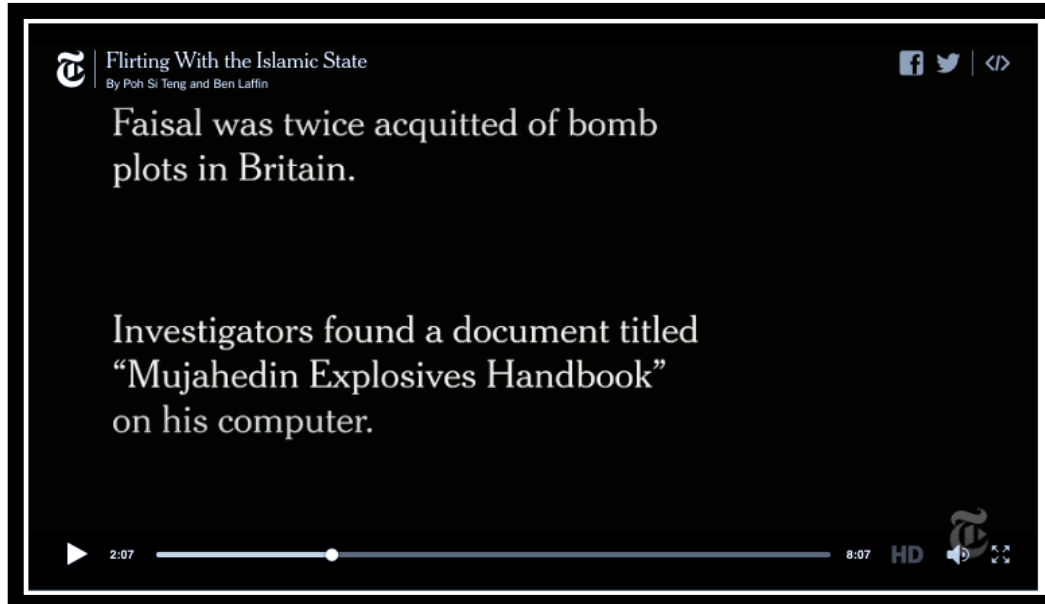 Flirting With the Islamic State
By Poh Si Teng and Ben Laffin
Faisal was twice acquitted of bomb
plots in Britain.
Investigators found a document titled
“Mujahedin Explosives Handbook”
on his computer.
2:07
8:07
HD